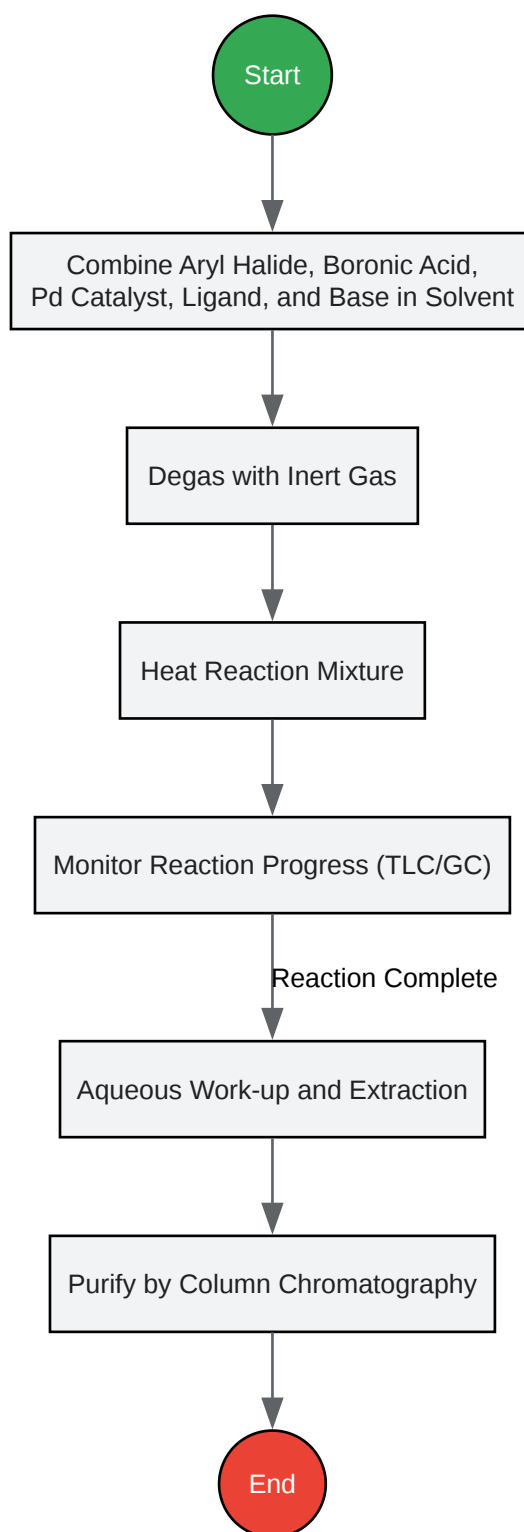 Start
Combine Aryl Halide, Boronic Acid,
Pd Catalyst, Ligand, and Base in Solvent
Degas with Inert Gas
Heat Reaction Mixture
Monitor Reaction Progress (TLC/GC)
Reaction Complete
Aqueous Work-up and Extraction
Purify by Column Chromatography
End